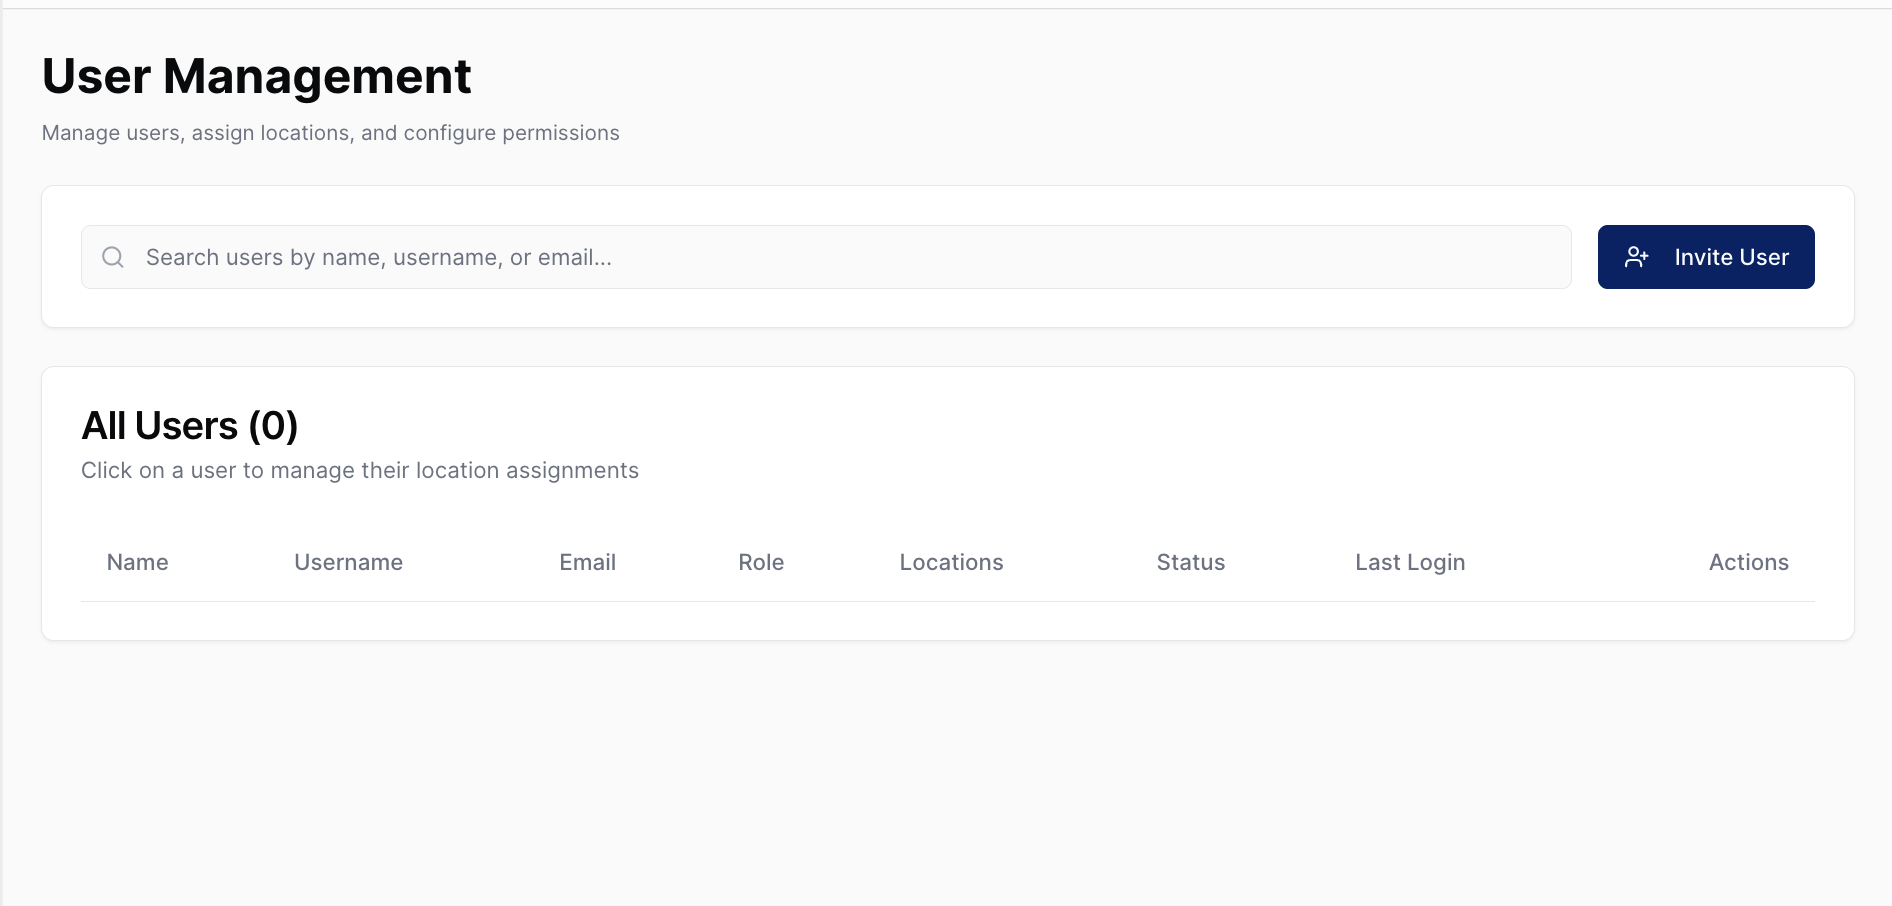 User Management
Manage users, assign locations, and configure permissions
Search users by name, username, or email...
Invite User
All Users (0)
Click on a user to manage their location assignments
Name Username Email Role Locations Status Last Login Actions